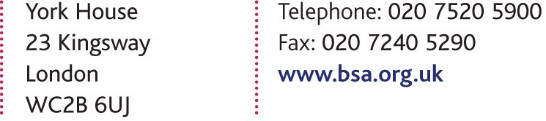 York House
23 Kingsway
London
WC2B 6UJ
Telephone: 020 7520 5900
Fax: 020 7240 5290
www.bsa.org.uk